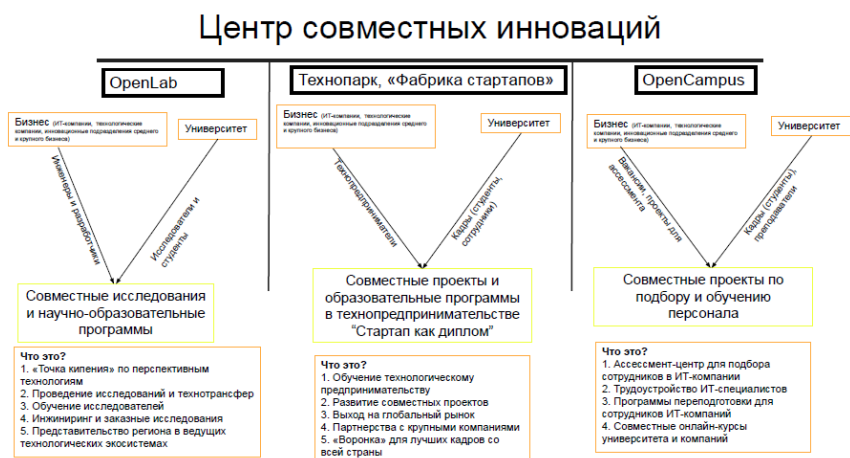 Центр совместных инноваций
OpenLab
Бизнес (ИТ-компании, технологические
компании, инновационные подразделения среднего
и крупного бизнеса)
Университет
Инженеры и разработчики
Исследователи и
студенты
Совместные исследования
и научно-образовательные
программы
Что это?
1. «Точка кипения» по перспективным
технологиям
2. Проведение исследований и технотрансфер
3. Обучение исследователей
4. Инжиниринг и заказные исследования
5. Представительство региона в ведущих
технологических экосистемах
Технопарк, «Фабрика стартапов»
Бизнес (ИТ-компании, технологические
компании, инновационные подразделения среднего
и крупного бизнеса)
Университет
Технопредприниматели
Кадры (студенты,
сотрудники)
Совместные проекты и
образовательные программы
в технопредпринимательстве
“Стартап как диплом”
Что это?
1. Обучение технологическому
предпринимательству
2. Развитие совместных проектов
3. Выход на глобальный рынок
4. Партнерства с крупными компаниями
5. «Воронка» для лучших кадров со
всей страны
OpenCampus
Бизнес (ИТ-компании, технологические
компании, инновационные подразделения среднего
и крупного бизнеса)
Университет
Вакансии, проекты для
ассессмента
Кадры (студенты),
преподаватели
Совместные проекты по
подбору и обучению
персонала
Что это?
1. Ассессмент-центр для подбора
сотрудников в ИТ-компании
2. Трудоустройство ИТ-специалистов
3. Программы переподготовки для
сотрудников ИТ-компаний
4. Совместные онлайн-курсы
университета и компаний